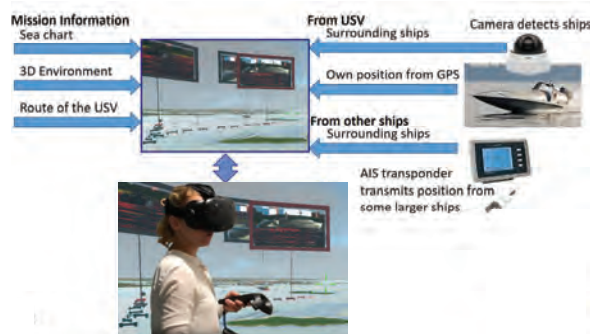 Mission Information
Sea chart
3D Environment
Route of the USV
From USV
Surrounding ships
Own position from GPS
From other ships
Surrounding ships
Camera detects ships
AIS transponder
transmits position from
some larger ships